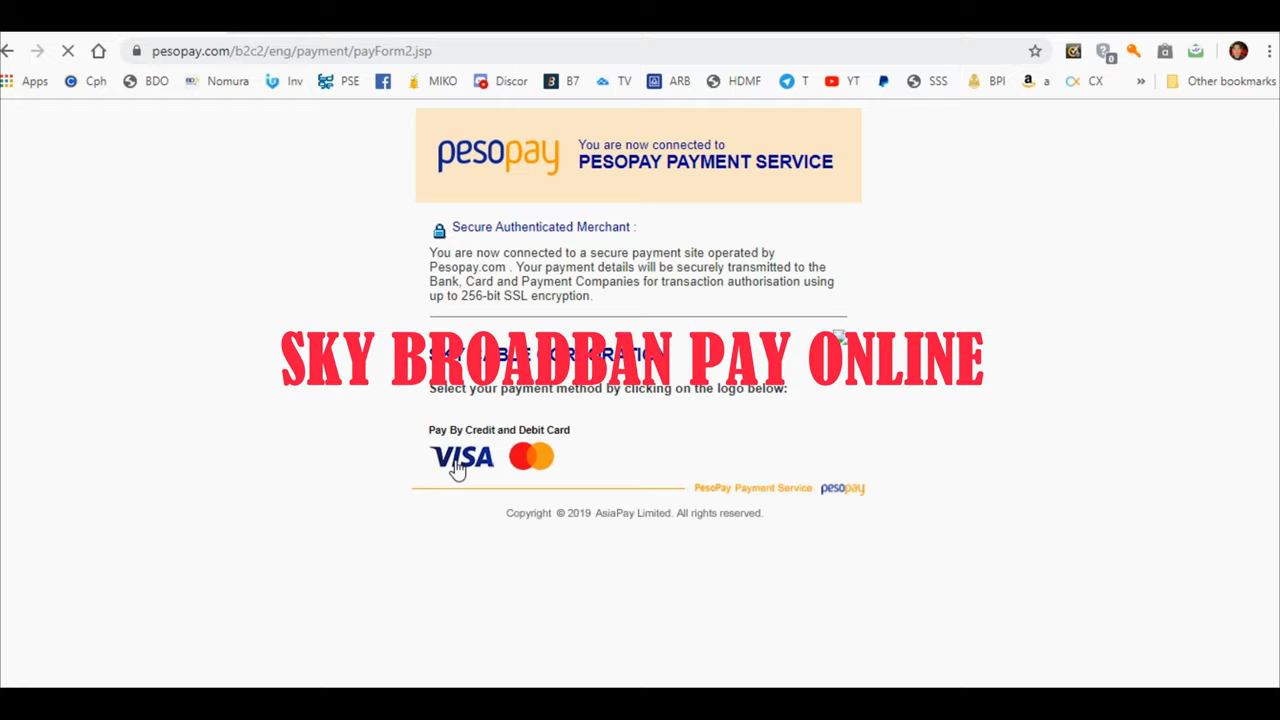 pesopay.com/b2c2/eng/payment/payForm2.jsp
Apps Cph BDO Nomura Inv PSE MIKO Discor B7 TV ARB HDMF T YT SSS BPI a CX » Other bookmarks
pesopay
You are now connected to
PESOPAY PAYMENT SERVICE
Secure Authenticated Merchant :
You are now connected to a secure payment site operated by
Pesopay.com . Your payment details will be securely transmitted to the
Bank, Card and Payment Companies for transaction authorisation using
up to 256-bit SSL encryption.
SKY BROADBAN PAY ONLINE
Select your payment method by clicking on the logo below:
Pay By Credit and Debit Card
VISA
PesoPay Payment Service pesopay
Copyright © 2019 AsiaPay Limited. All rights reserved.